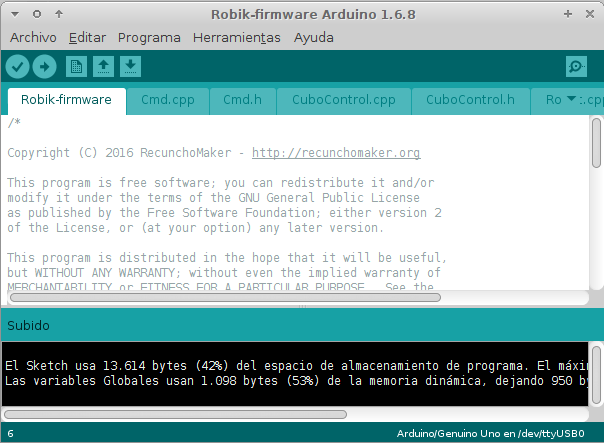 Robik-firmware Arduino 1.6.8
Archivo Editar Programa Herramientas Ayuda
Robik-firmware Cmd.cpp Cmd.h CuboControl.cpp CuboControl.h Ro :.cpp
/*
Copyright (C) 2016 RecunchoMaker - http://recunchomaker.org
This program is free software; you can redistribute it and/or
modify it under the terms of the GNU General Public License
as published by the Free Software Foundation; either version 2
of the License, or (at your option) any later version.
This program is distributed in the hope that it will be useful,
but WITHOUT ANY WARRANTY; without even the implied warranty of
MERCHANTABILITY or FITNESS FOR A PARTICULAR PURPOSE. See the
Subido
El Sketch usa 13.614 bytes (42%) del espacio de almacenamiento de programa. El máxi
Las variables Globales usan 1.098 bytes (53%) de la memoria dinámica, dejando 950 by
6 Arduino/Genuino Uno en /dev/ttyUSB0